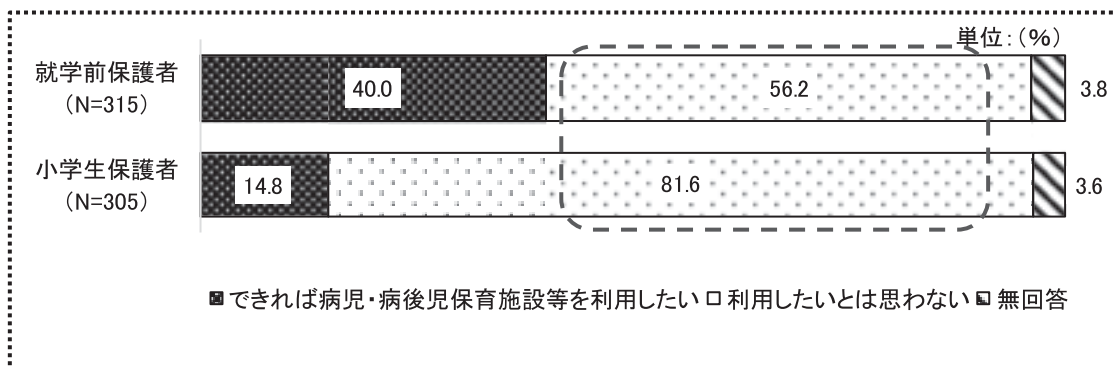 単位：(%)
就学前保護者
(N=315)
40.0
56.2
3.8
小学生保護者
(N=305)
14.8
81.6
3.6
できれば病児・病後児保育施設等を利用したい 利用したいとは思わない 無回答